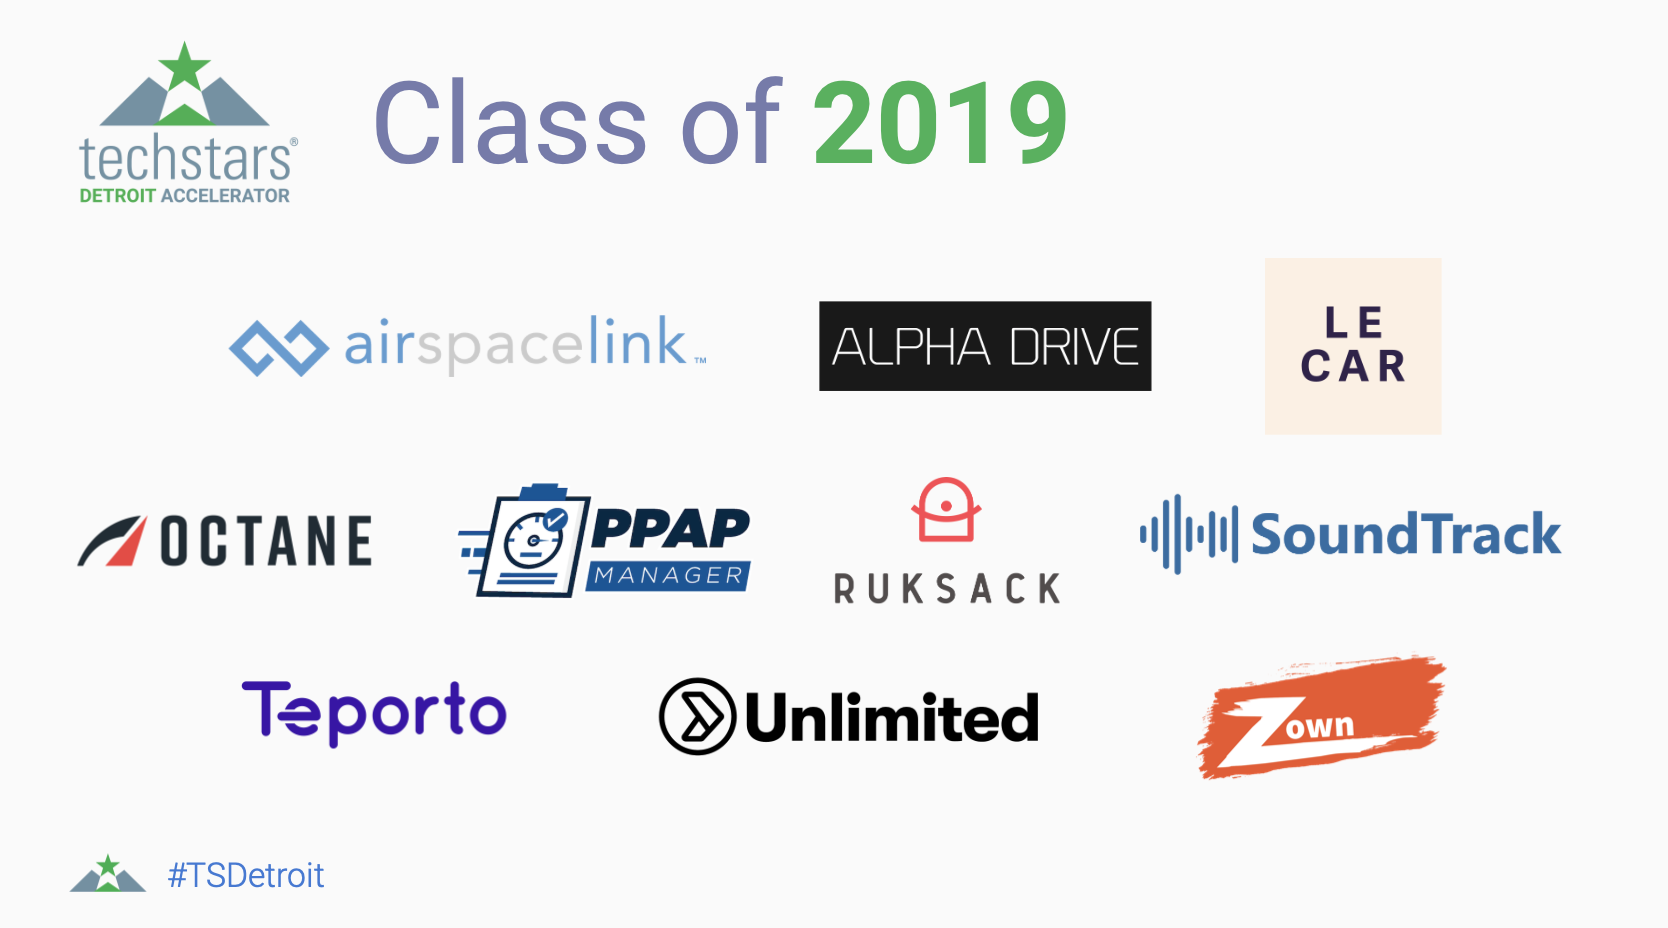 techstars®
DETROIT ACCELERATOR
Class of 2019
airspacelink™
ALPHA DRIVE
LE
CAR
OCTANE
PPAP
MANAGER
RUKSACK
SoundTrack
Teporto
Unlimited
Zown
#TSDetroit